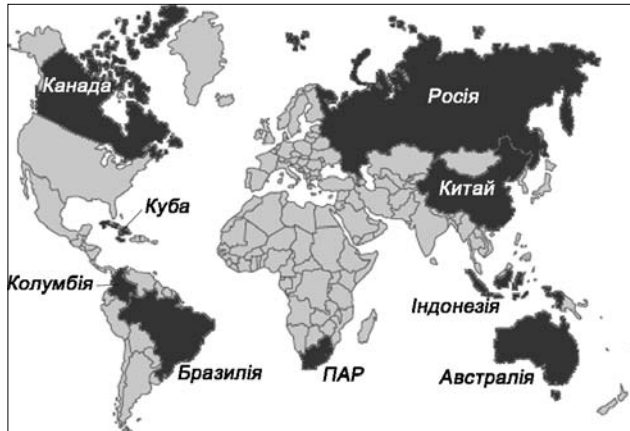 Канада
Росія
Китай
Куба
Колумбія
Індонезія
Бразилія
ПАР
Австралія